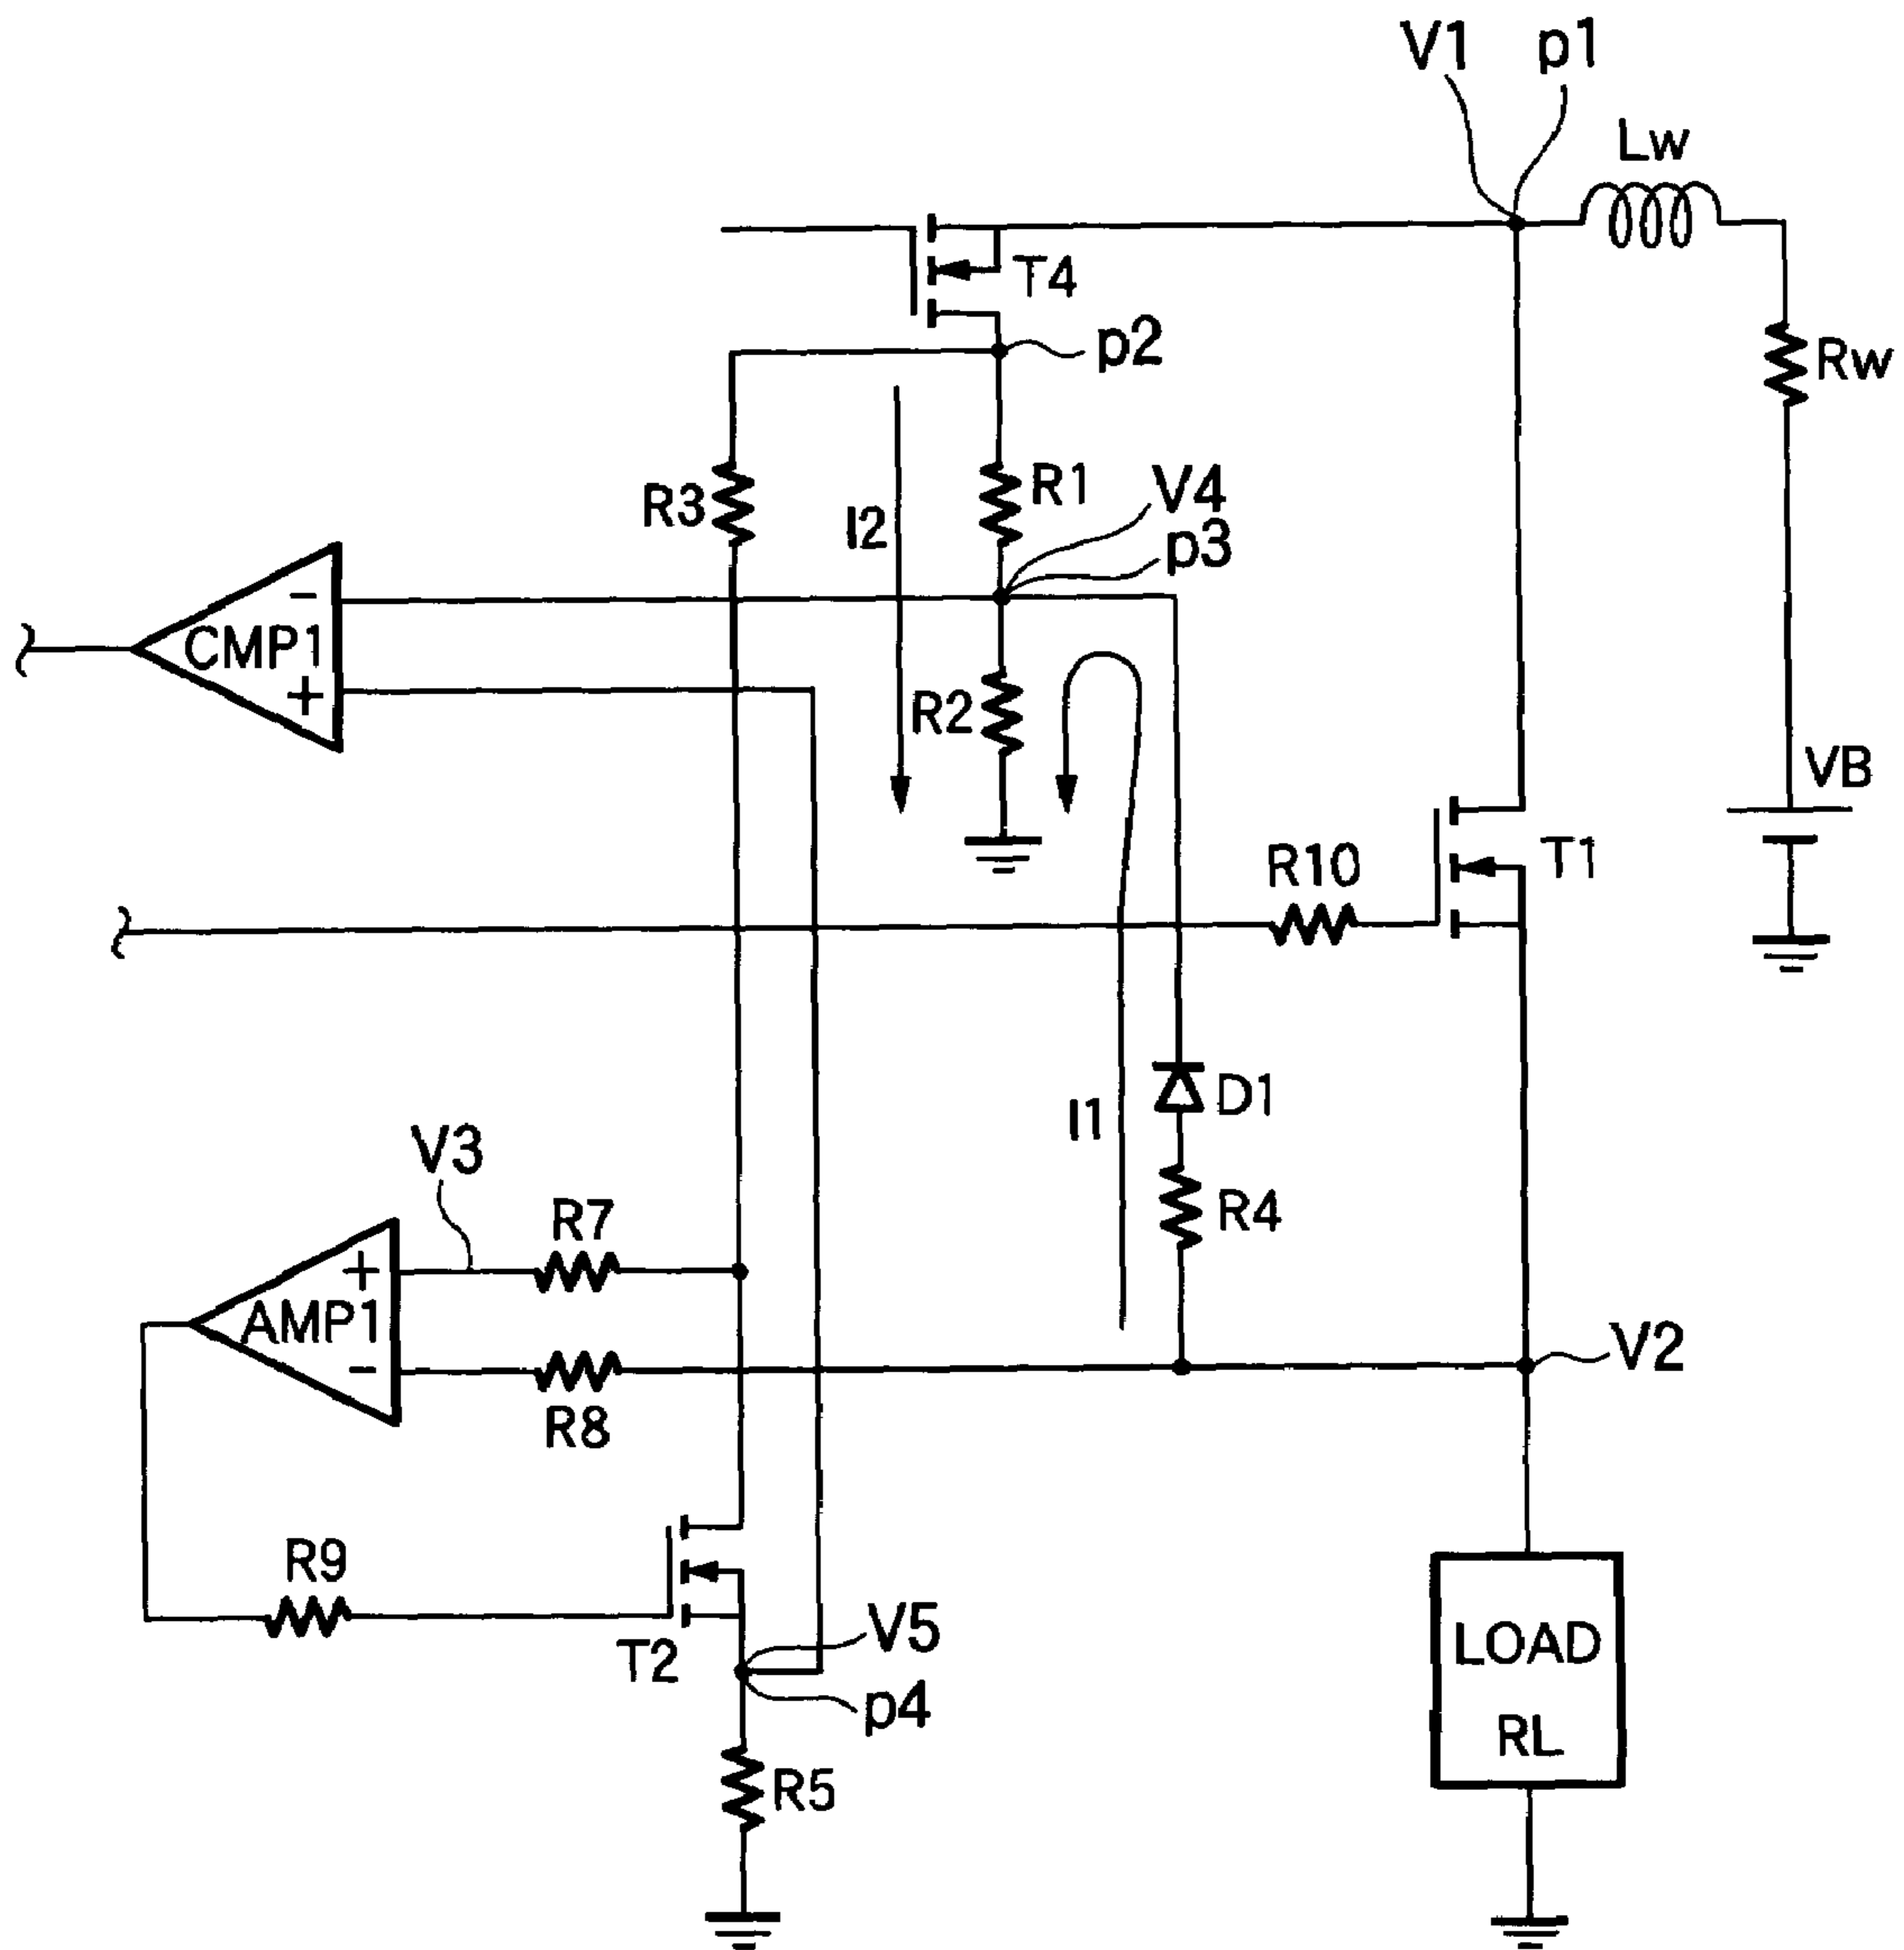 V1 p1
Lw
T4
p2
Rw
R3
R1
V4
I2
p3
-
CMP1
+
R2
VB
T1
R10
D1
I1
V3
R7
R4
+
AMP1
-
V2
R8
R9
V5
T2
LOAD
RL
p4
R5